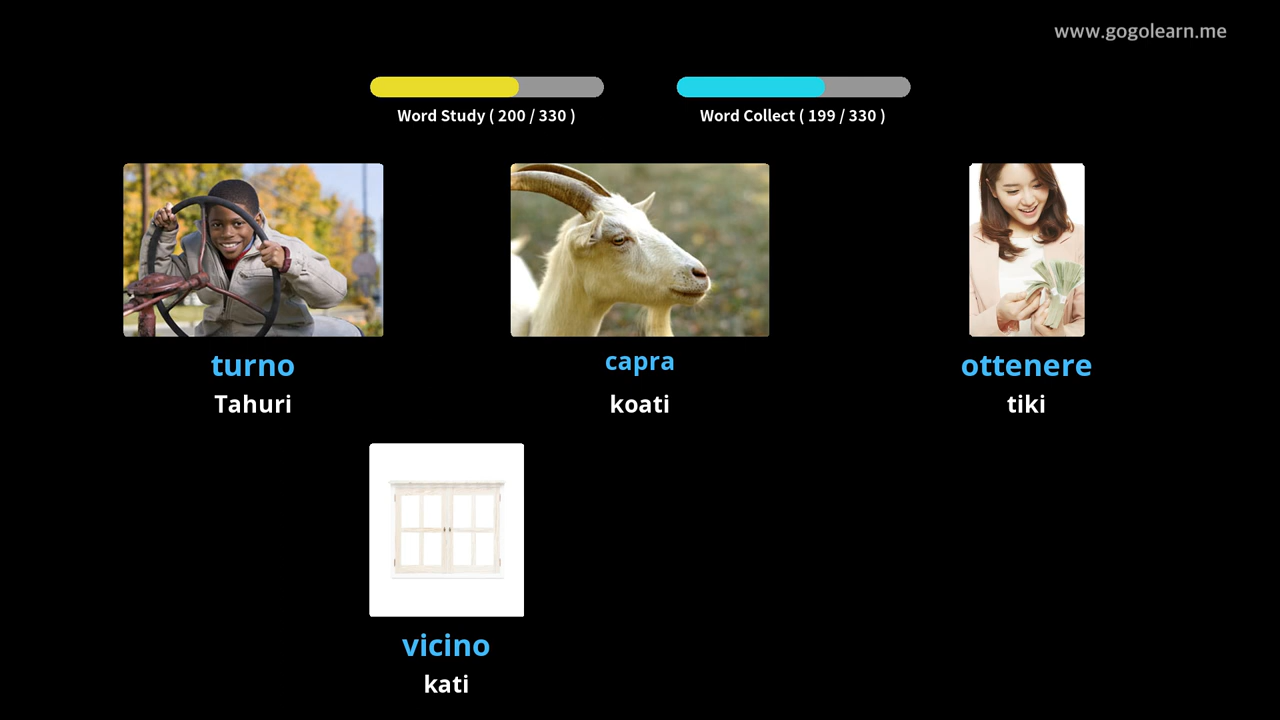 www.gogolearn.me
Word Study ( 200 / 330 )
Word Collect ( 199 / 330 )
turno
Tahuri
capra
koati
ottenere
tiki
vicino
kati